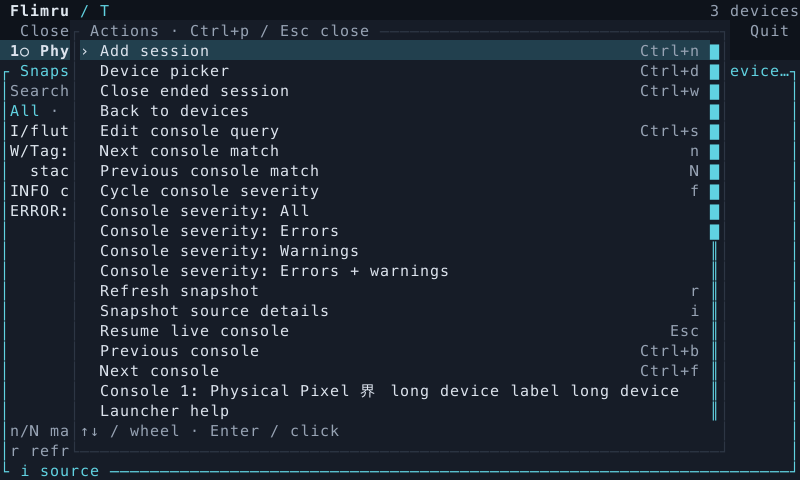 Flimru / T 3 devices
Close Actions · Ctrl+p / Esc close Quit
1○ Phy › Add session Ctrl+n
Snaps Device picker Ctrl+d evice…
Search Close ended session Ctrl+w
All · Back to devices
I/flut Edit console query Ctrl+s
W/Tag: Next console match n
stac Previous console match N
INFO c Cycle console severity f
ERROR: Console severity: All
Console severity: Errors
Console severity: Warnings
Console severity: Errors + warnings
Refresh snapshot r
Snapshot source details i
Resume live console Esc
Previous console Ctrl+b
Next console Ctrl+f
Console 1: Physical Pixel 界 long device label long device
Launcher help
n/N ma ↑↓ / wheel · Enter / click
r refr
i source